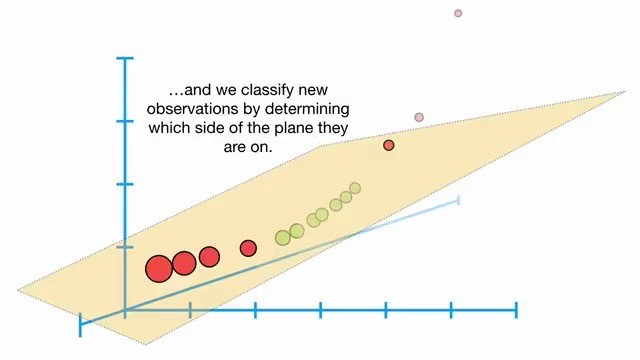 …and we classify new
observations by determining
which side of the plane they
are on.